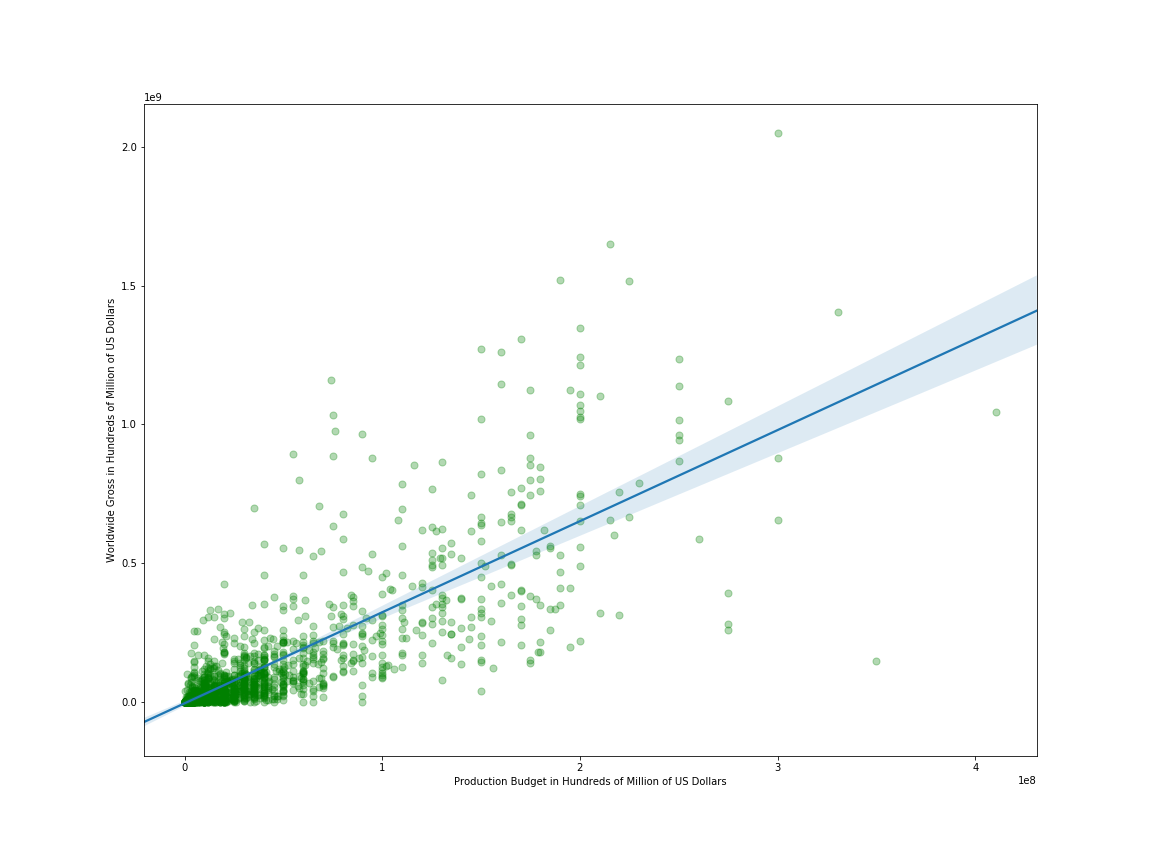 1e9
2.0
1.5
1.0
0.5
0.0
Worldwide Gross in Hundreds of Million of US Dollars
0 1 2 3 4
1e8
Production Budget in Hundreds of Million of US Dollars